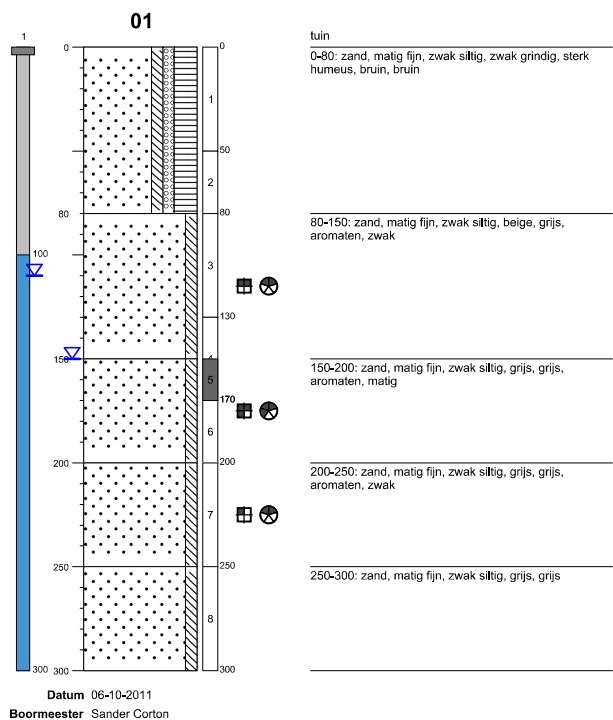 01
1
tuin
0
0
0-80: zand, matig fijn, zwak siltig, zwak grindig, sterk
humeus, bruin, bruin
1
50
2
80
80
80-150: zand, matig fijn, zwak siltig, beige, grijs,
aromaten, zwak
100
3
130
150
4
150-200: zand, matig fijn, zwak siltig, grijs, grijs,
aromaten, matig
5
170
6
200
200
200-250: zand, matig fijn, zwak siltig, grijs, grijs,
aromaten, zwak
7
250
250
250-300: zand, matig fijn, zwak siltig, grijs, grijs
8
300
300
300
Datum 06-10-2011
Boormeester Sander Corton